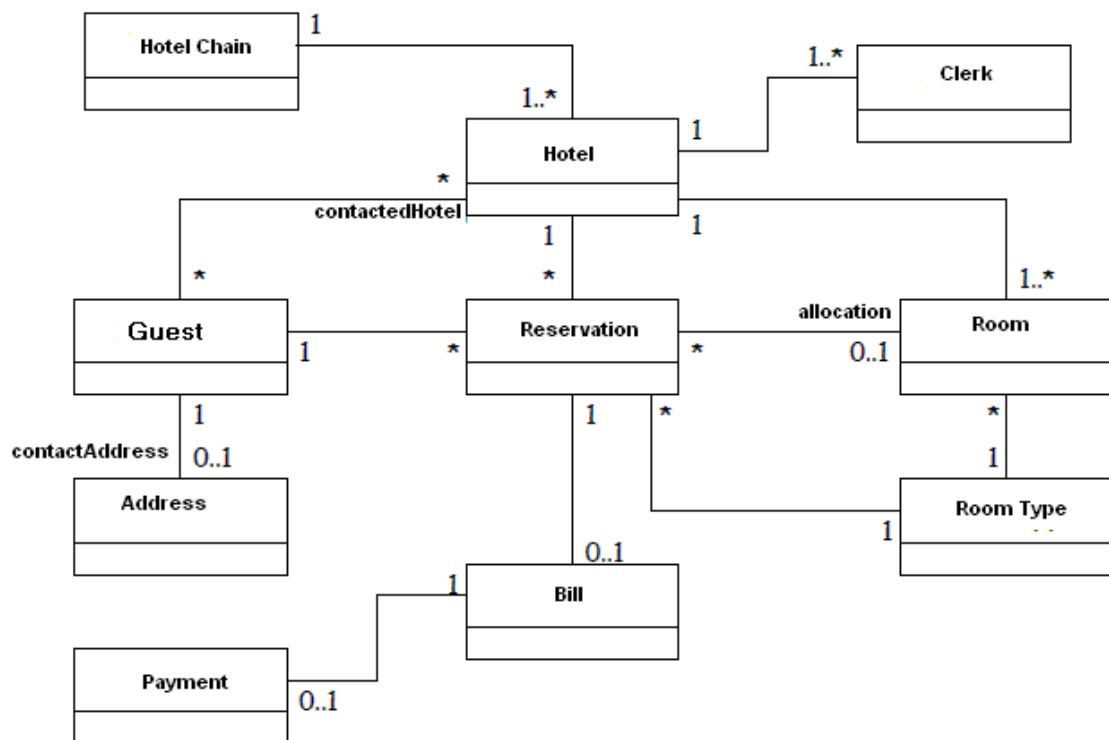 1
Hotel Chain
1..*
Clerk
1..*
1
Hotel
*
contactedHotel
1
1
*
*
1..*
allocation
Guest
Reservation
Room
1
*
*
0..1
1
1
*
*
contactAddress
0..1
1
Address
Room Type
1
0..1
1
Bill
Payment
0..1